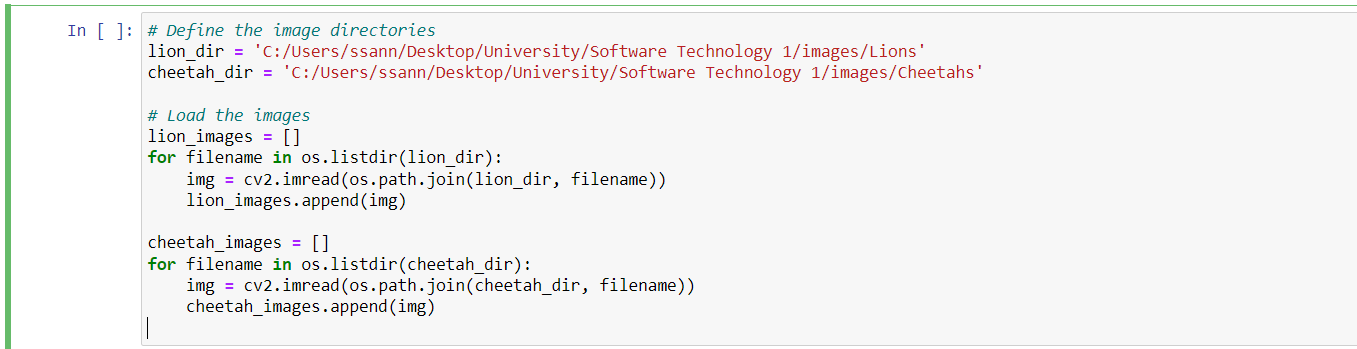 In [ ]: # Define the image directories
lion_dir = 'C:/Users/ssann/Desktop/University/Software Technology 1/images/Lions'
cheetah_dir = 'C:/Users/ssann/Desktop/University/Software Technology 1/images/Cheetahs'

# Load the images
lion_images = []
for filename in os.listdir(lion_dir):
    img = cv2.imread(os.path.join(lion_dir, filename))
    lion_images.append(img)

cheetah_images = []
for filename in os.listdir(cheetah_dir):
    img = cv2.imread(os.path.join(cheetah_dir, filename))
    cheetah_images.append(img)